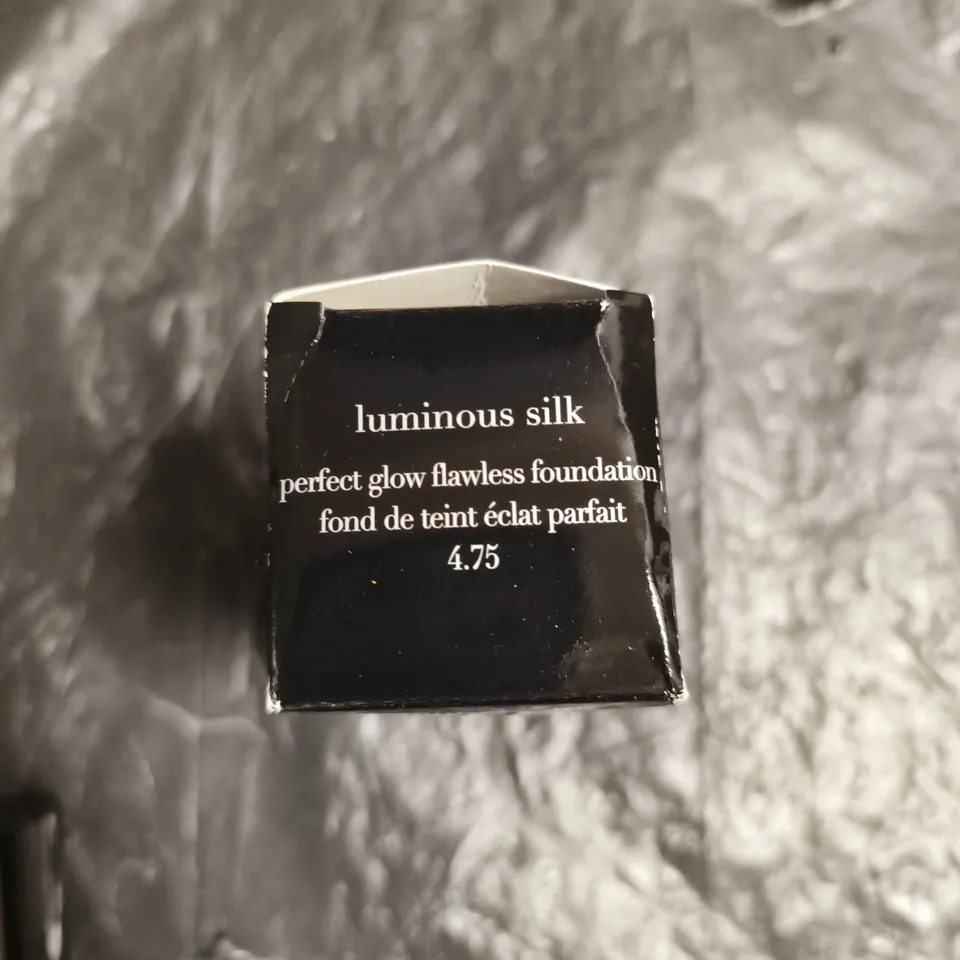 luminous silk
perfect glow flawless foundation
fond de teint éclat parfait
4.75